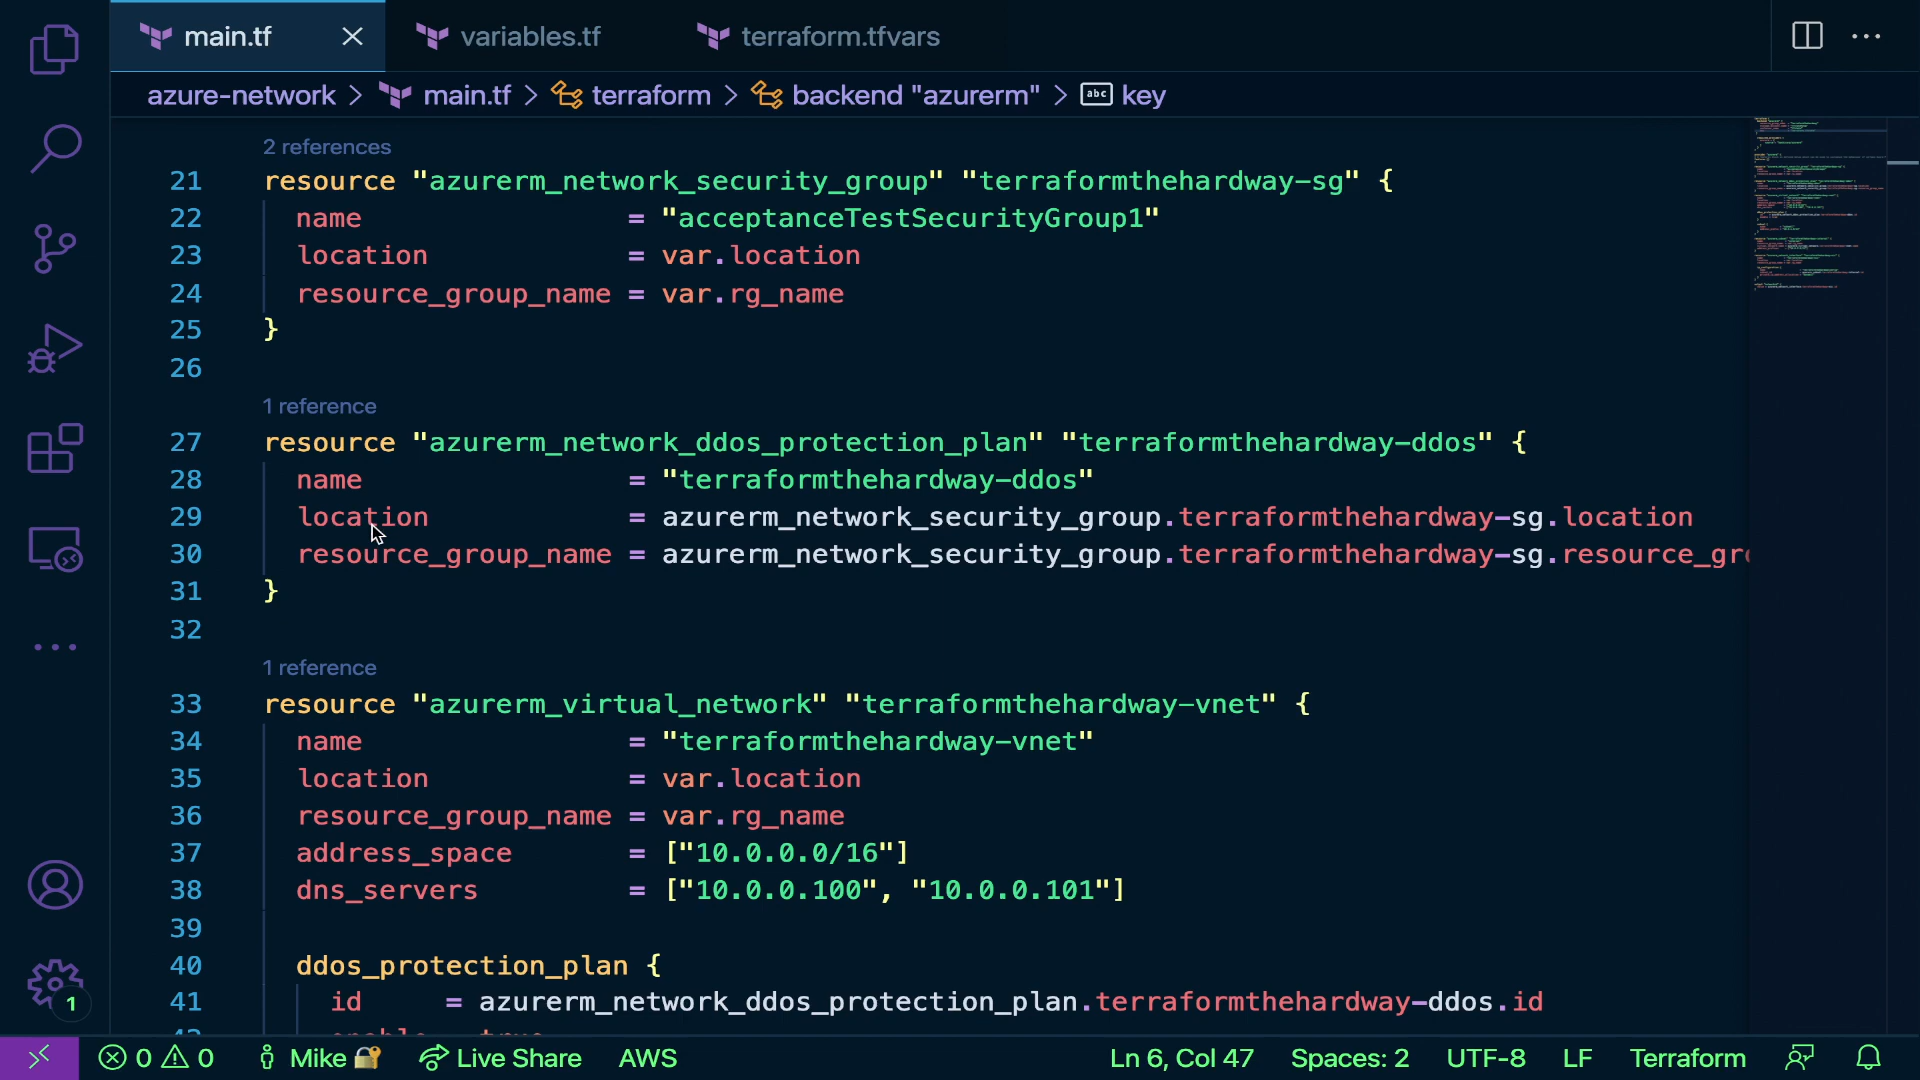 main.tf
variables.tf
terraform.tfvars
azure-network > main.tf > terraform > backend "azurerm" > abc key
2 references
21 resource "azurerm_network_security_group" "terraformthehardway-sg" {
22 name = "acceptanceTestSecurityGroup1"
23 location = var.location
24 resource_group_name = var.rg_name
25 }
26
1 reference
27 resource "azurerm_network_ddos_protection_plan" "terraformthehardway-ddos" {
28 name = "terraformthehardway-ddos"
29 location = azurerm_network_security_group.terraformthehardway-sg.location
30 resource_group_name = azurerm_network_security_group.terraformthehardway-sg.resource_gr
31 }
32
1 reference
33 resource "azurerm_virtual_network" "terraformthehardway-vnet" {
34 name = "terraformthehardway-vnet"
35 location = var.location
36 resource_group_name = var.rg_name
37 address_space = ["10.0.0.0/16"]
38 dns_servers = ["10.0.0.100", "10.0.0.101"]
39
40 ddos_protection_plan {
41 id = azurerm_network_ddos_protection_plan.terraformthehardway-ddos.id
1
0 0 Mike Live Share AWS Ln 6, Col 47 Spaces: 2 UTF-8 LF Terraform